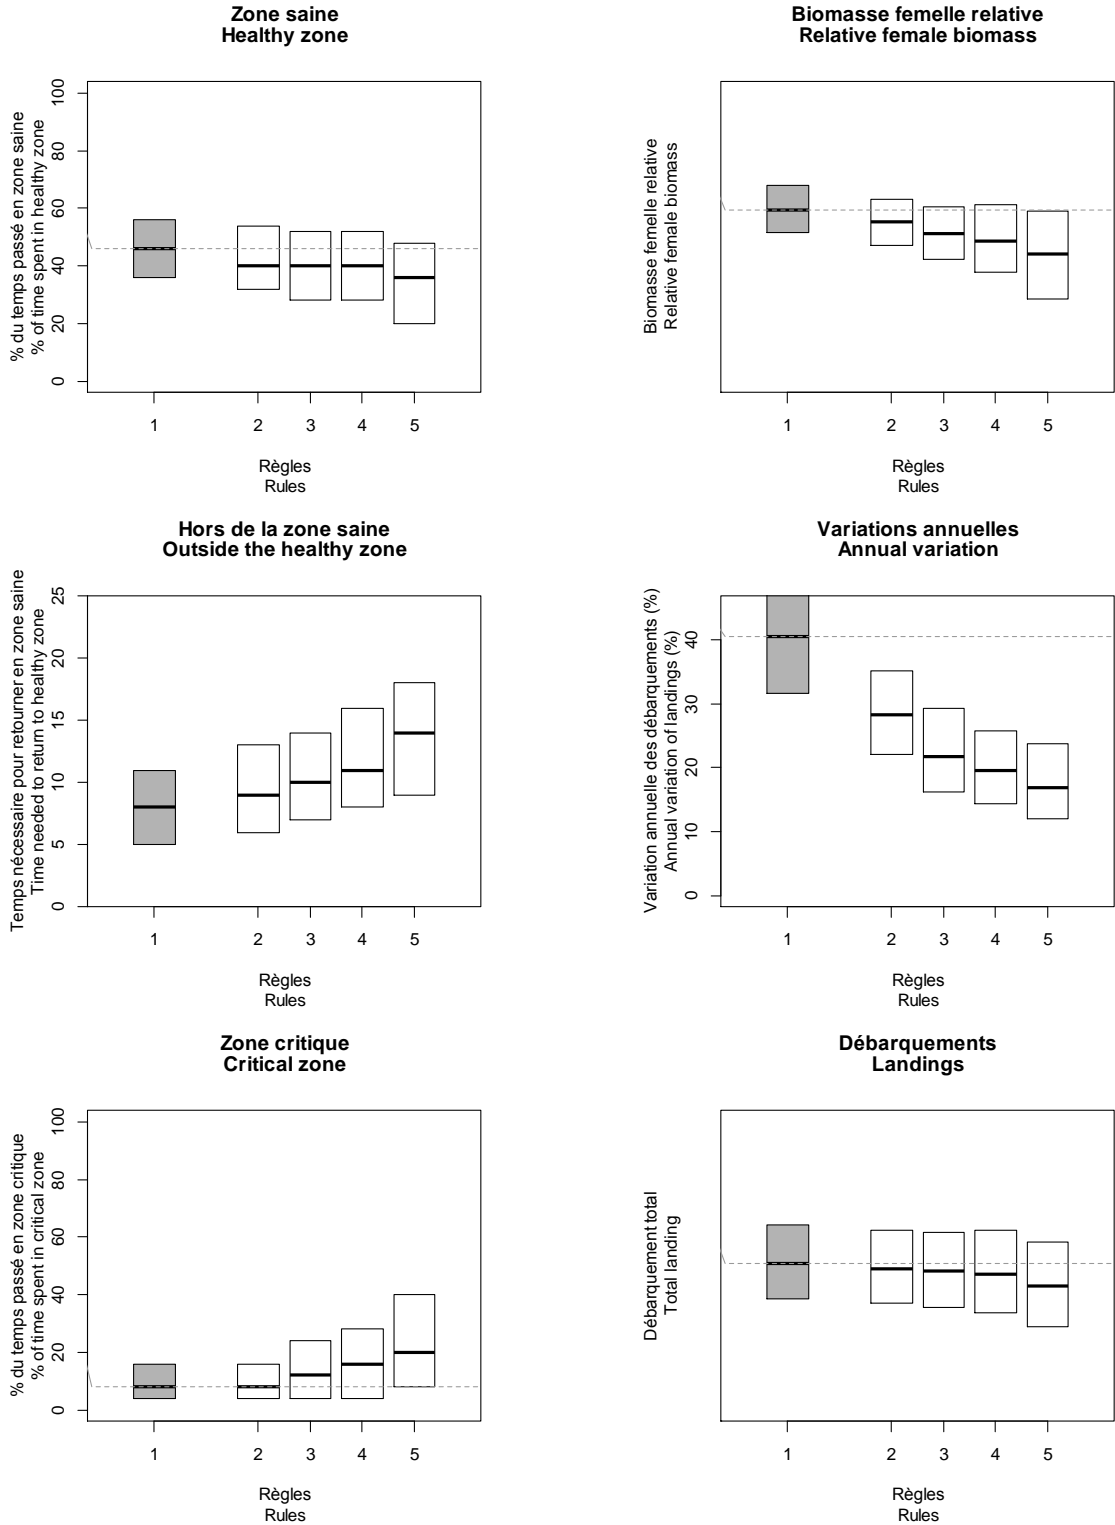 Zone saine
Healthy zone
% du temps passé en zone saine
% of time spent in healthy zone
100
80
60
40
20
0
1 2 3 4 5
Règles
Rules
Biomasse femelle relative
Relative female biomass
Biomasse femelle relative
Relative female biomass
1 2 3 4 5
Règles
Rules
Hors de la zone saine
Outside the healthy zone
Temps nécessaire pour retourner en zone saine
Time needed to return to healthy zone
25
20
15
10
5
0
1 2 3 4 5
Règles
Rules
Variations annuelles
Annual variation
Variation annuelle des débarquements (%)
Annual variation of landings (%)
40
30
20
10
0
1 2 3 4 5
Règles
Rules
Zone critique
Critical zone
% du temps passé en zone critique
% of time spent in critical zone
100
80
60
40
20
0
1 2 3 4 5
Règles
Rules
Débarquements
Landings
Débarquement total
Total landing
1 2 3 4 5
Règles
Rules